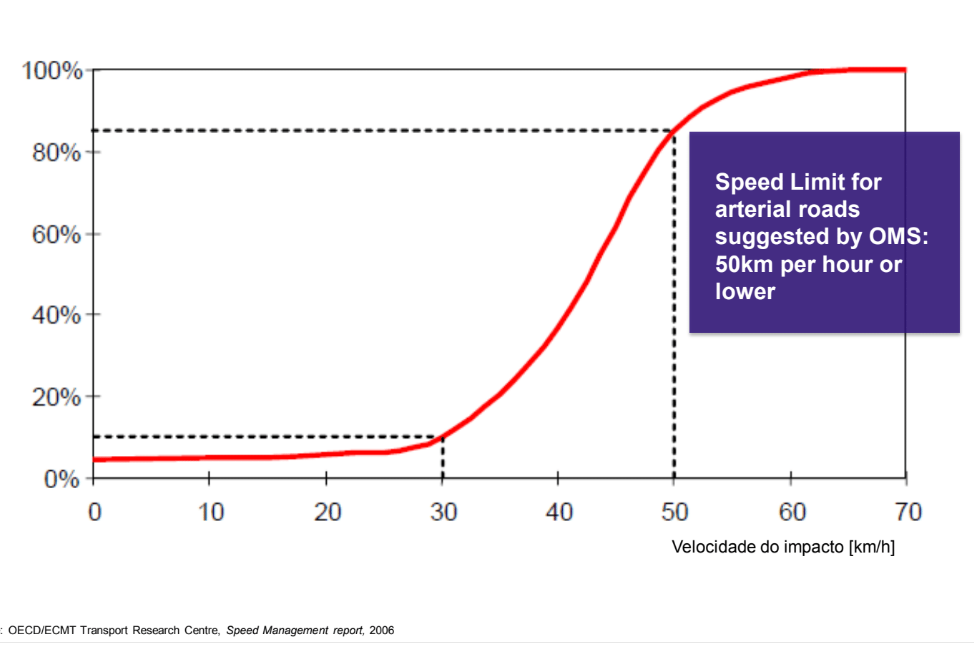 100%
80%
60%
40%
20%
0%
0 10 20 30 40 50 60 70
Velocidade do impacto [km/h]
Speed Limit for
arterial roads
suggested by OMS:
50km per hour or
lower
: OECD/ECMT Transport Research Centre, Speed Management report, 2006